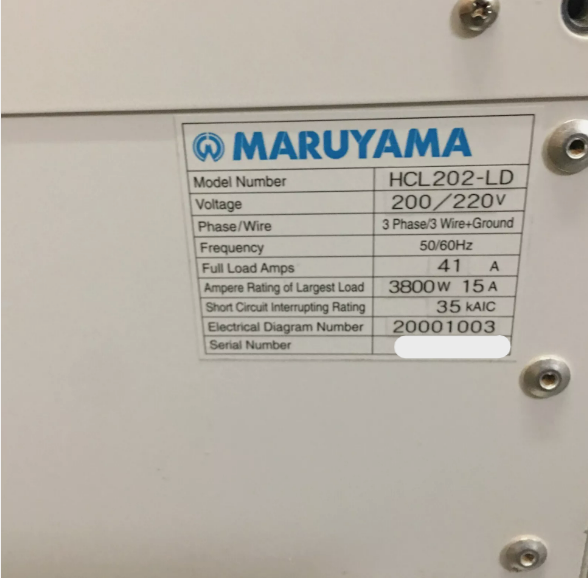 MARUYAMA
Model Number HCL202-LD
Voltage 200/220V
Phase/Wire 3 Phase/3 Wire+Ground
Frequency 50/60Hz
Full Load Amps 41 A
Ampere Rating of Largest Load 3800W 15A
Short Circuit Interrupting Rating 35 kAIC
Electrical Diagram Number 20001003
Serial Number